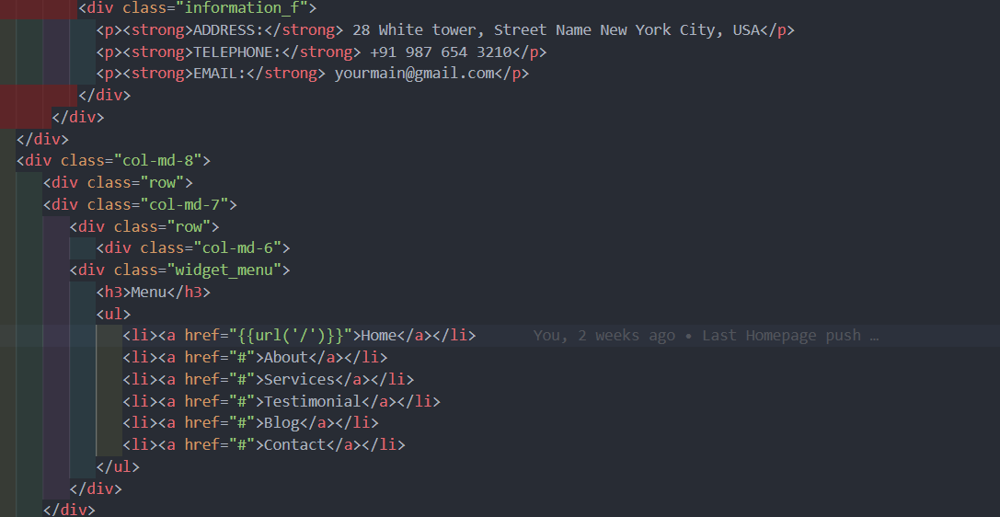 <div class="information_f">
<p><strong>ADDRESS:</strong> 28 White tower, Street Name New York City, USA</p>
<p><strong>TELEPHONE:</strong> +91 987 654 3210</p>
<p><strong>EMAIL:</strong> yourmain@gmail.com</p>
</div>
</div>
</div>
<div class="col-md-8">
<div class="row">
<div class="col-md-7">
<div class="row">
<div class="col-md-6">
<div class="widget_menu">
<h3>Menu</h3>
<ul>
<li><a href="{{url('/')}}">Home</a></li> You, 2 weeks ago • Last Homepage push …
<li><a href="#">About</a></li>
<li><a href="#">Services</a></li>
<li><a href="#">Testimonial</a></li>
<li><a href="#">Blog</a></li>
<li><a href="#">Contact</a></li>
</ul>
</div>
</div>